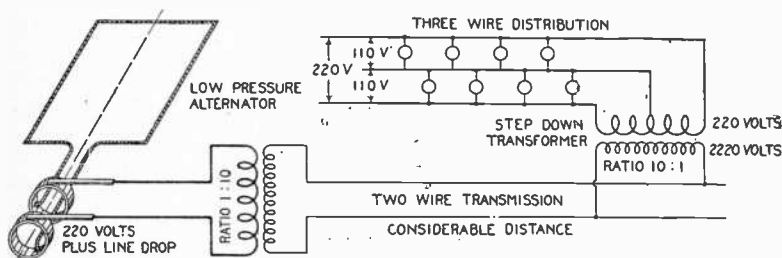 THREE WIRE DISTRIBUTION
110 V
220 V
110 V
LOW PRESSURE
ALTERNATOR
STEP DOWN
TRANSFORMER
220 VOLTS
2220 VOLTS
RATIO 10:1
RATIO 1:10
TWO WIRE TRANSMISSION
CONSIDERABLE DISTANCE
220 VOLTS
PLUS LINE DROP